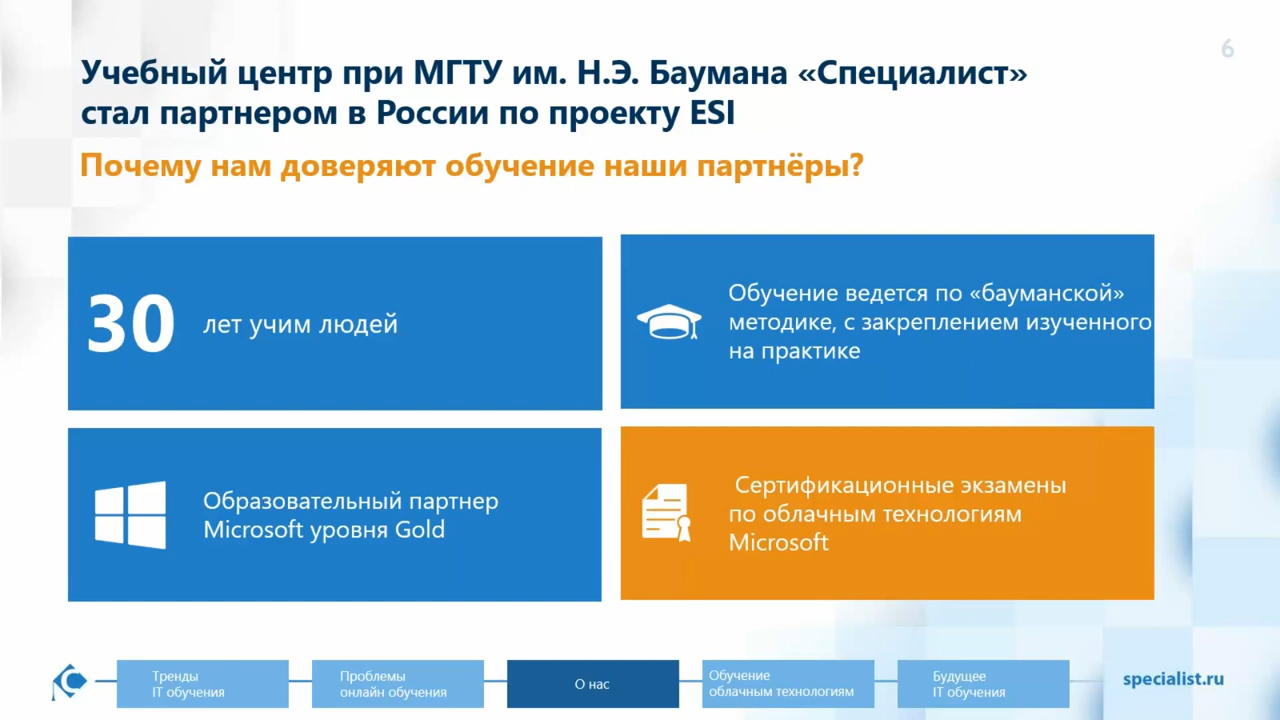 6
Учебный центр при МГТУ им. Н.Э. Баумана «Специалист»
стал партнером в России по проекту ESI
Почему нам доверяют обучение наши партнёры?
30 лет учим людей
Обучение ведется по «бауманской»
методике, с закреплением изученного
на практике
Образовательный партнер
Microsoft уровня Gold
Сертификационные экзамены
по облачным технологиям
Microsoft
Тренды
IT обучения
Проблемы
онлайн обучения
О нас
Обучение
облачным технологиям
Будущее
IT обучения
specialist.ru